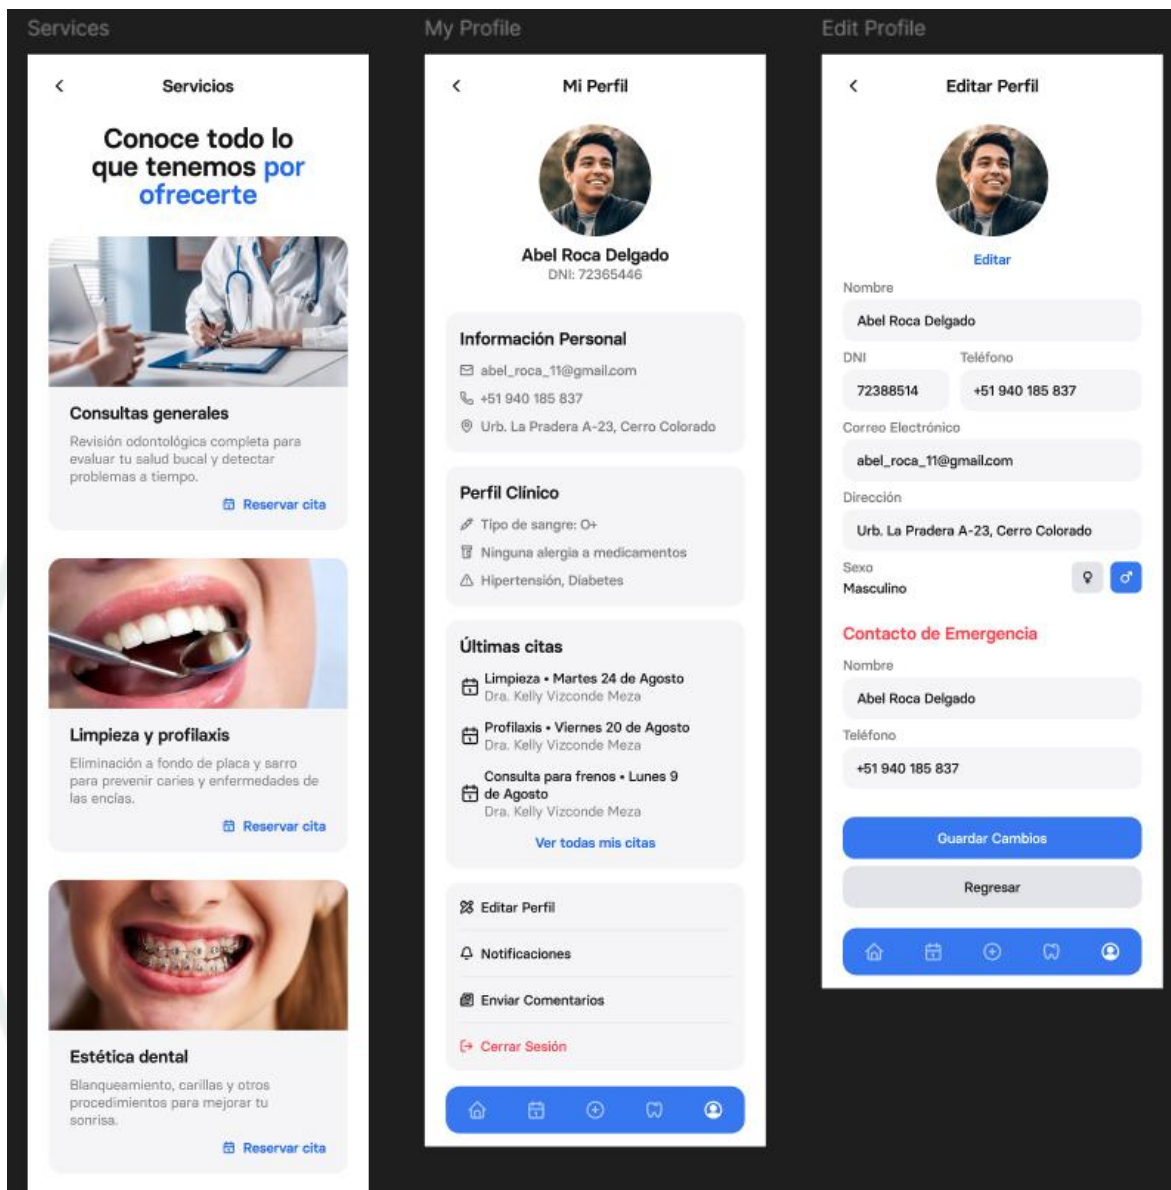 Services
Servicios
Conoce todo lo
que tenemos por
ofrecerte
Consultas generales
Revisión odontológica completa para
evaluar tu salud bucal y detectar
problemas a tiempo.
Reservar cita
Limpieza y profilaxis
Eliminación a fondo de placa y sarro
para prevenir caries y enfermedades de
las encías.
Reservar cita
Estética dental
Blanqueamiento, carillas y otros
procedimientos para mejorar tu
sonrisa.
Reservar cita
My Profile
Mi Perfil
Abel Roca Delgado
DNI: 72365446
Información Personal
abel_roca_11@gmail.com
+51 940 185 837
Urb. La Pradera A-23, Cerro Colorado
Perfil Clínico
Tipo de sangre: O+
Ninguna alergia a medicamentos
Hipertensión, Diabetes
Últimas citas
Limpieza • Martes 24 de Agosto
Dra. Kelly Vizconde Meza
Profilaxis • Viernes 20 de Agosto
Dra. Kelly Vizconde Meza
Consulta para frenos • Lunes 9
de Agosto
Dra. Kelly Vizconde Meza
Ver todas mis citas
Editar Perfil
Notificaciones
Enviar Comentarios
Cerrar Sesión
Edit Profile
Editar Perfil
Editar
Nombre
Abel Roca Delgado
DNI Teléfono
72388514 +51 940 185 837
Correo Electrónico
abel_roca_11@gmail.com
Dirección
Urb. La Pradera A-23, Cerro Colorado
Sexo
Masculino
Contacto de Emergencia
Nombre
Abel Roca Delgado
Teléfono
+51 940 185 837
Guardar Cambios
Regresar